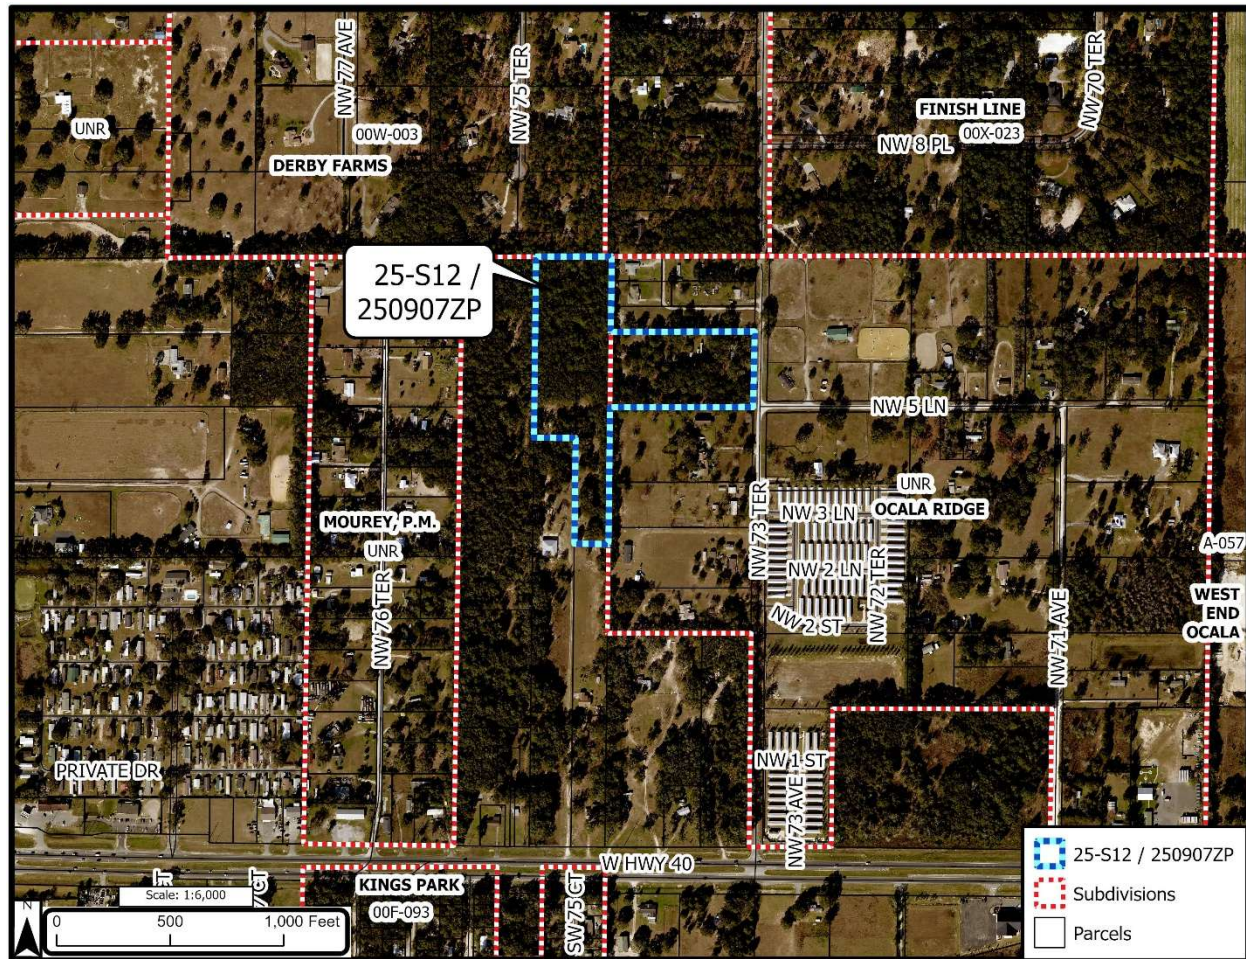 NW 77 AVE
NW 75 TER
NW 70 TER
FINISH LINE
00X-023
UNR
00W-003
NW 8 PL
DERBY FARMS
25-S12 /
250907ZP
NW 5 LN
UNR
OCALA RIDGE
NW 3 LN
NW 73 TER
MOUREY, P.M.
UNR
A-057
NW 2 LN
NW 72 TER
WEST
END
OCALA
NW 2 ST
NW 76 TER
NW 71 AVE
PRIVATE DR
NW 1 ST
NW 73 AVE
W HWY 40
KINGS PARK
00F-093
SW 75 CT
Scale: 1:6,000
N
0 500 1,000 Feet
25-S12 / 250907ZP
Subdivisions
Parcels